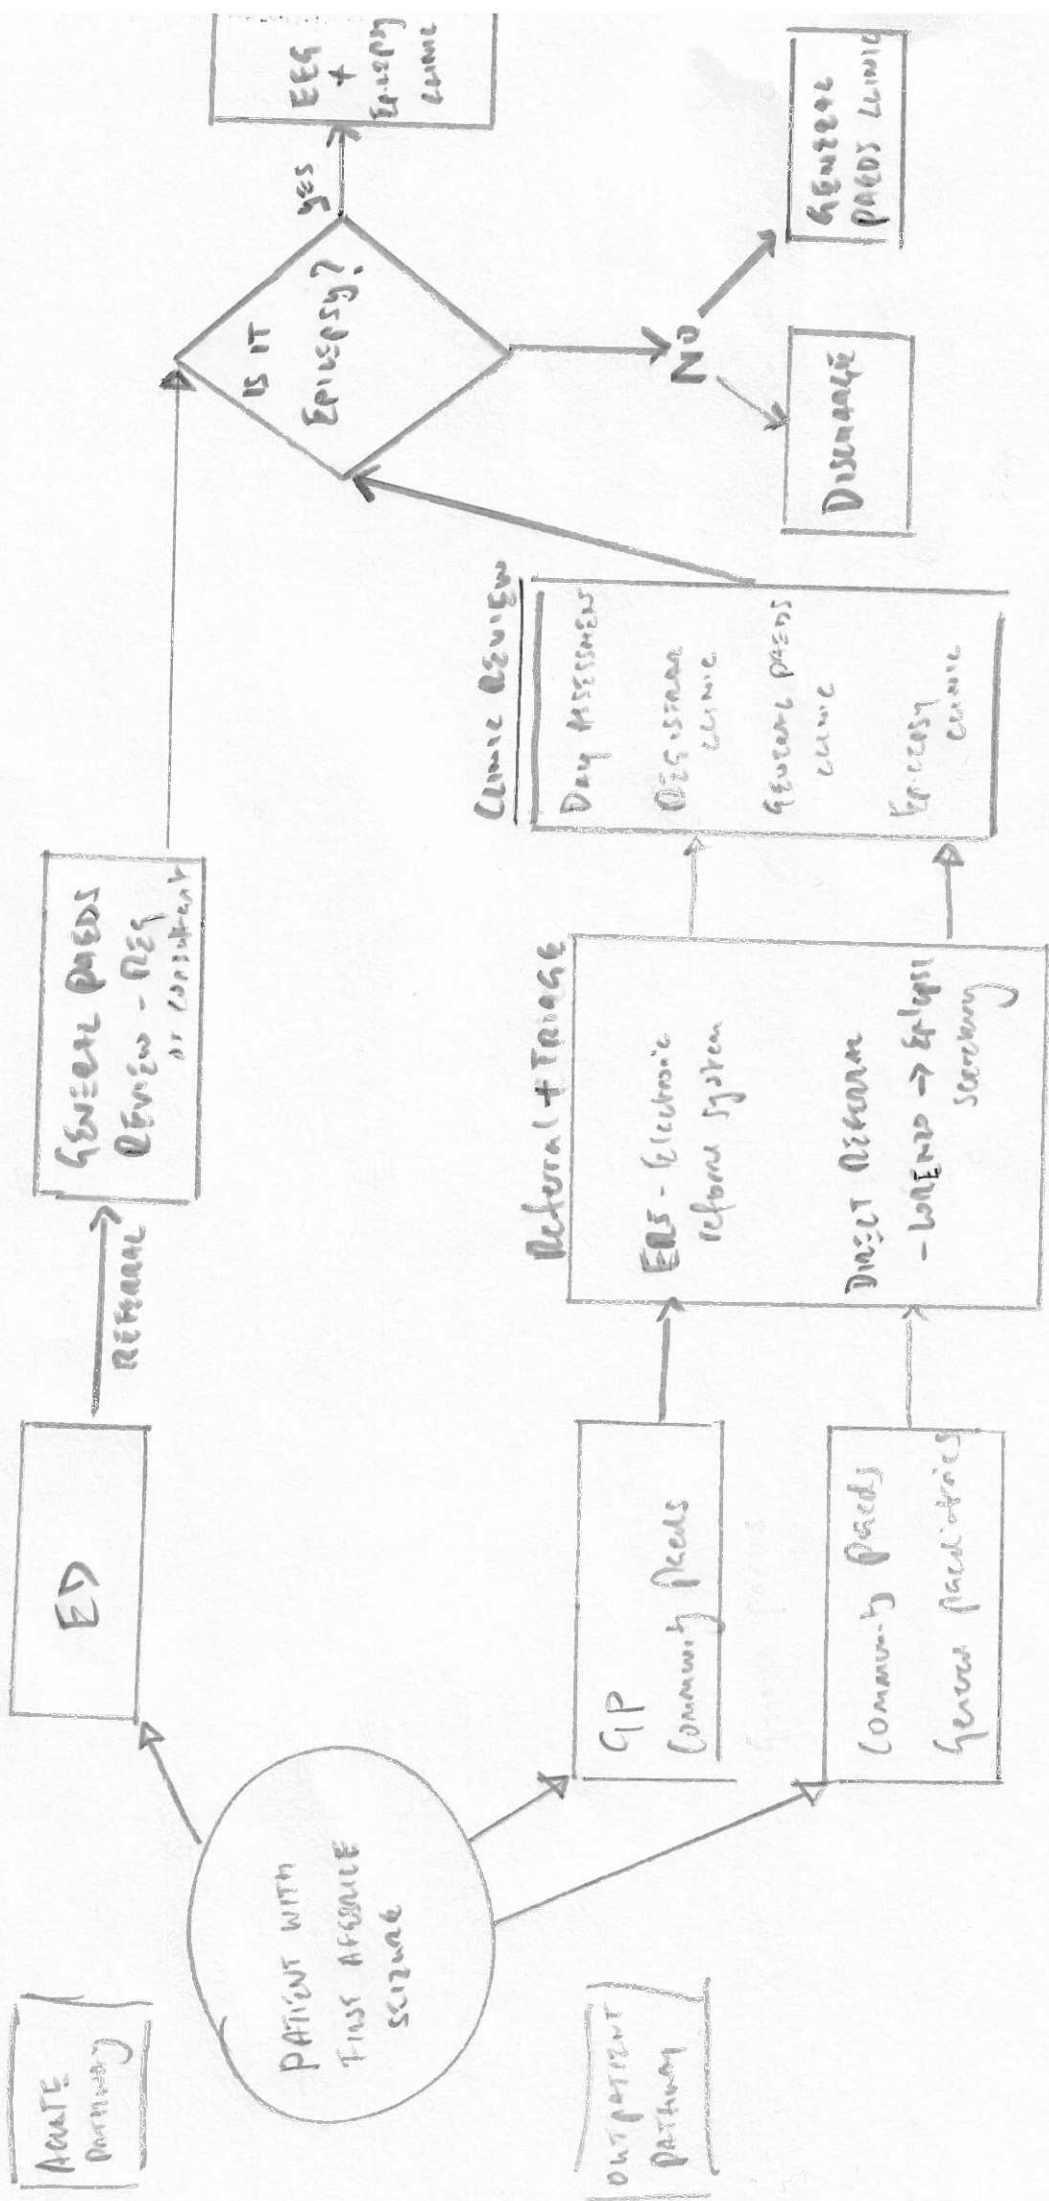 ACUTE
PATHWAY
PATIENT WITH
FIRST AFEBRILE
SEIZURE
OUTPATIENT
PATHWAY
ED
REFERRAL
GENERAL PAEDS
REVIEW - REG
or CONSULTANT
GP
Community Paeds
Community Paeds
General Paediatrics
Referral + TRIAGE
ERS - Electronic
referral system
DIRECT REFERRAL
- LORENZO → Epilepsy
secretary
CLINIC REVIEW
DAY ASSESSMENT
REGISTRAR
CLINIC
GENERAL PAEDS
CLINIC
EPILEPSY
CLINIC
IS IT
EPILEPSY?
yes
EEG
+
Epilepsy
CLINIC
NO
DISCHARGE
GENERAL
PAEDS CLINIC